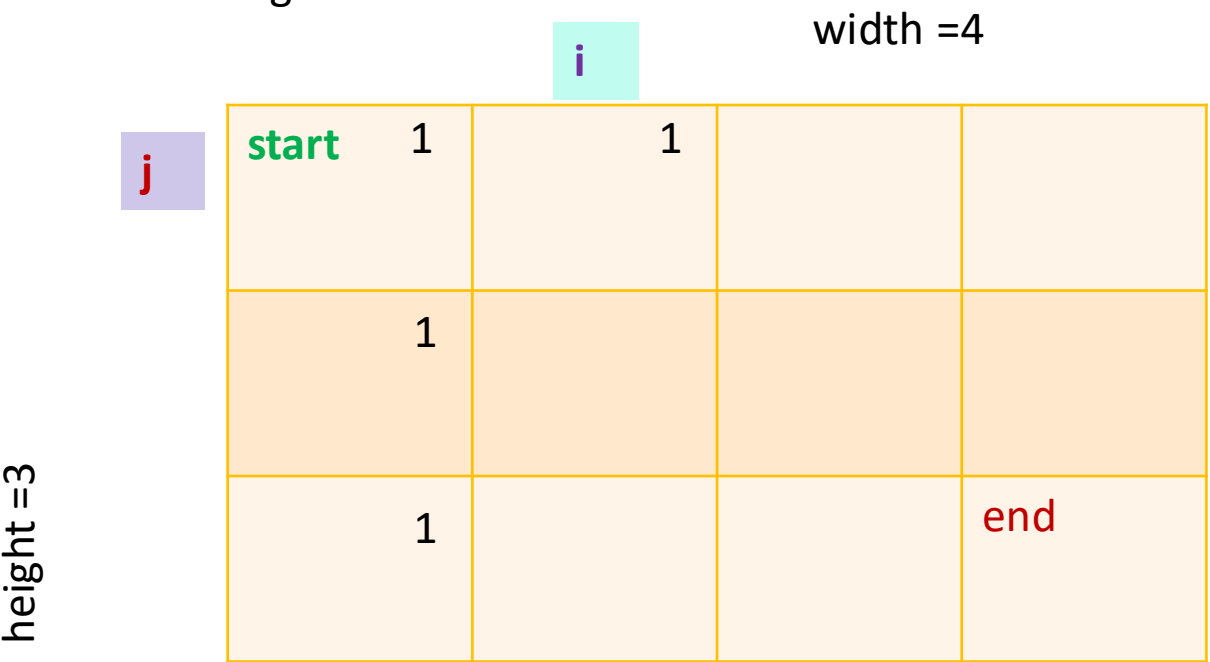 width =4
i
j
start 1 1
1
height =3
1
end